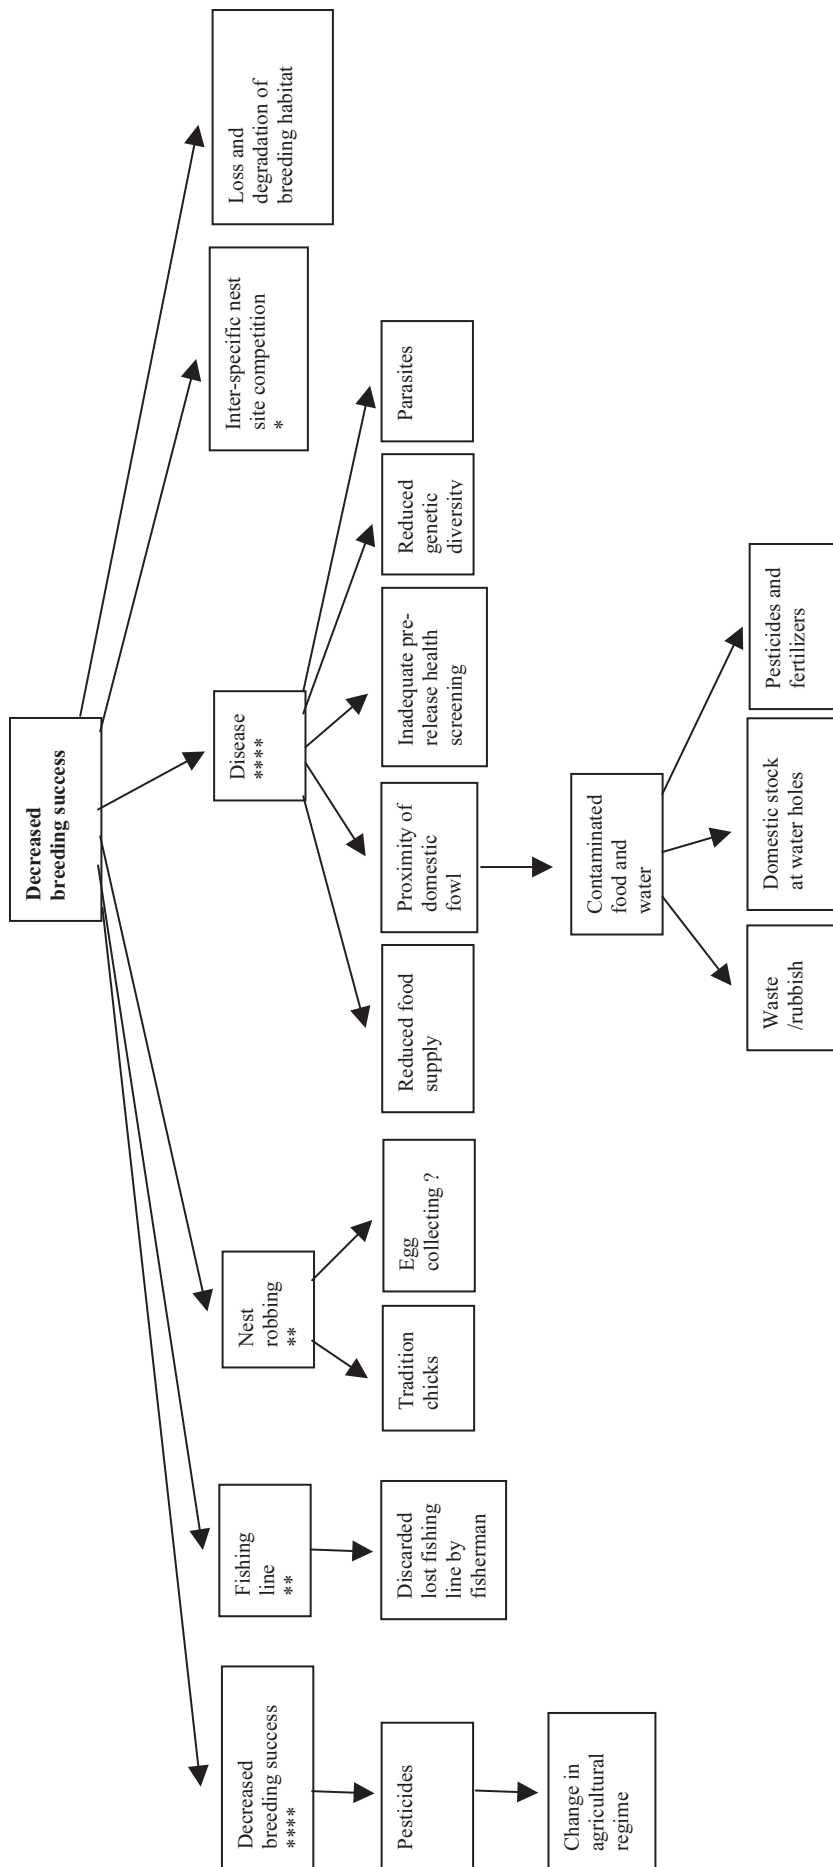 Decreased
breeding success
Decreased
breeding success
****
Fishing
line
**
Nest
robbing
**
Disease
****
Inter-specific nest
site competition
*
Loss and
degradation of
breeding habitat
Pesticides
Discarded
lost fishing
line by
fisherman
Tradition
chicks
Egg
collecting ?
Reduced food
supply
Proximity of
domestic
fowl
Inadequate pre-
release health
screening
Reduced
genetic
diversity
Parasites
Change in
agricultural
regime
Contaminated
food and
water
Waste
/rubbish
Domestic stock
at water holes
Pesticides and
fertilizers